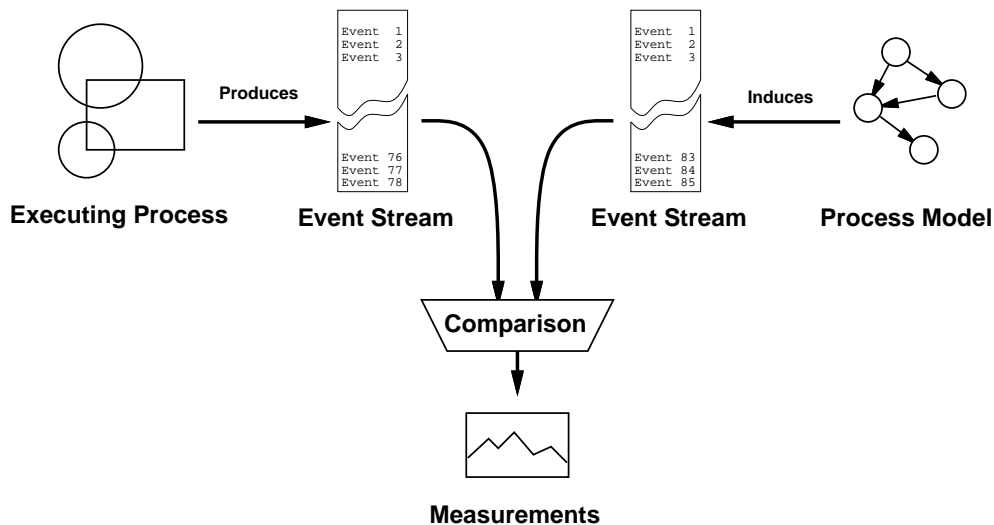 Event 1
Event 2
Event 3
Event 1
Event 2
Event 3
Produces
Induces
Event 76
Event 77
Event 78
Event 83
Event 84
Event 85
Executing Process
Event Stream
Event Stream
Process Model
Comparison
Measurements